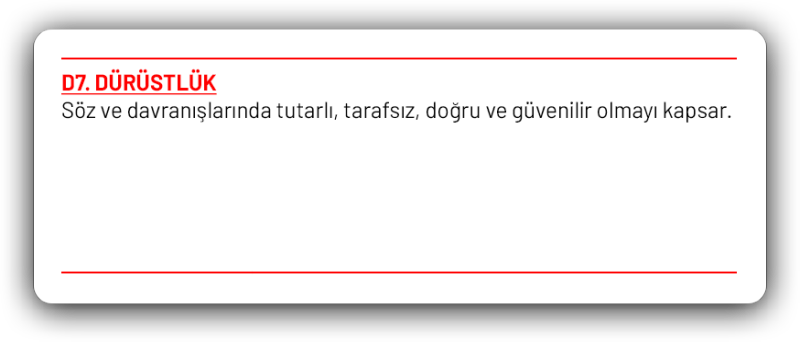 D7. DÜRÜSTLÜK
Söz ve davranışlarında tutarlı, tarafsız, doğru ve güvenilir olmayı kapsar.